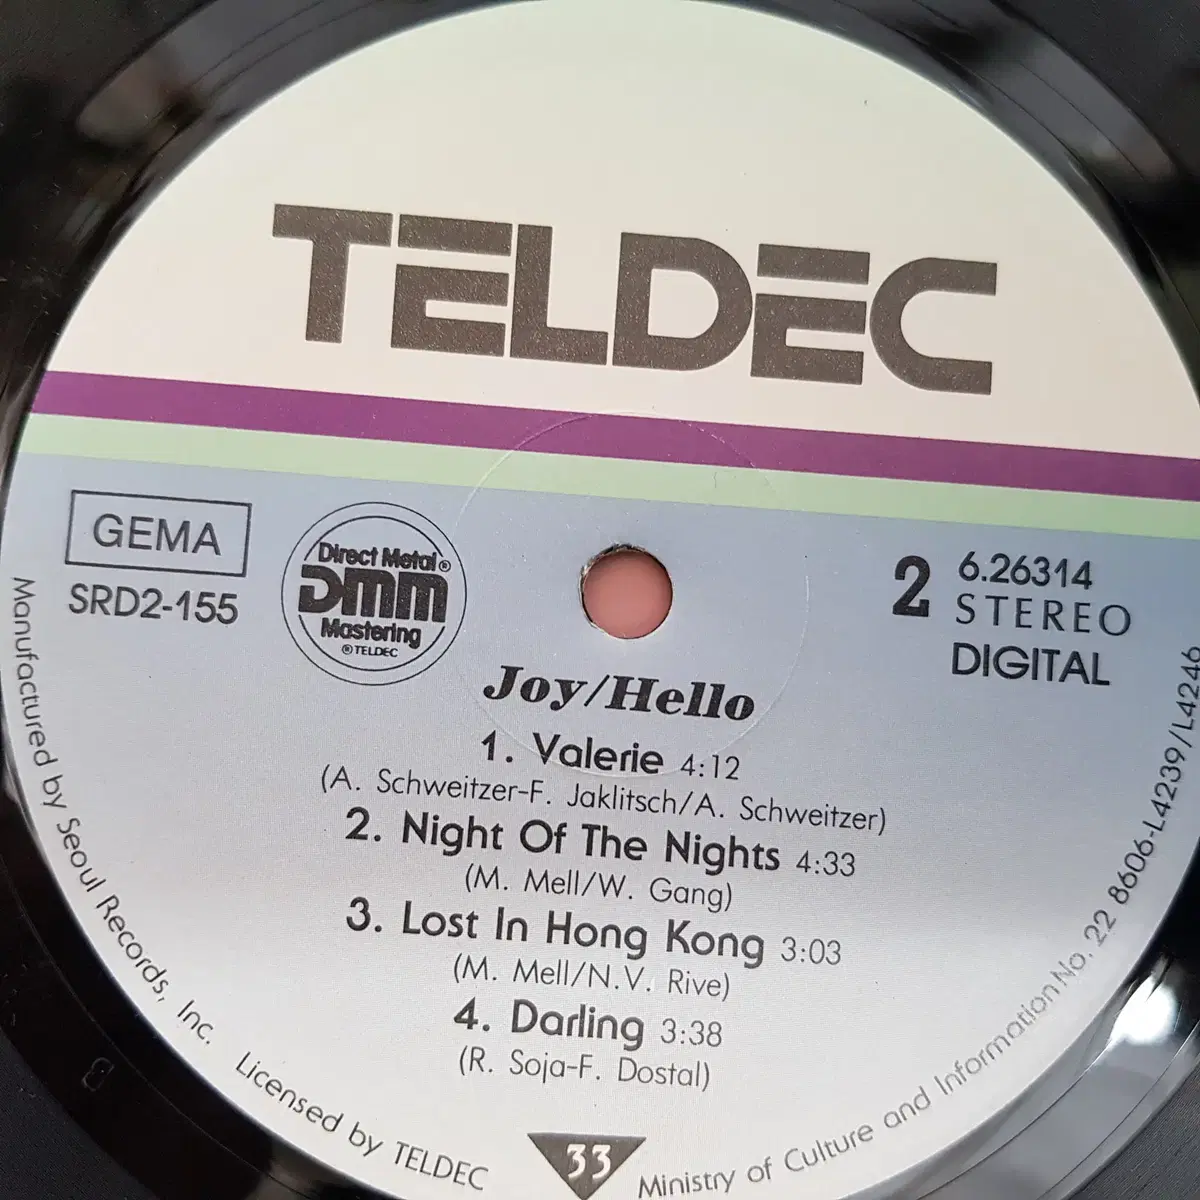 TELDEC
GEMA
SRD2-155
Direct Metal ®
DMM
Mastering
® TELDEC
2
6.26314
STEREO
DIGITAL
Joy/Hello
1. Valerie 4:12
(A. Schweitzer-F. Jaklitsch/A. Schweitzer)
2. Night Of The Nights 4:33
(M. Mell/W. Gang)
3. Lost In Hong Kong 3:03
(M. Mell/N.V. Rive)
4. Darling 3:38
(R. Soja-F. Dostal)
33
Manufactured by Seoul Records, Inc. Licensed by TELDEC
Ministry of Culture and Information No. 22 8606-L4239/L4246